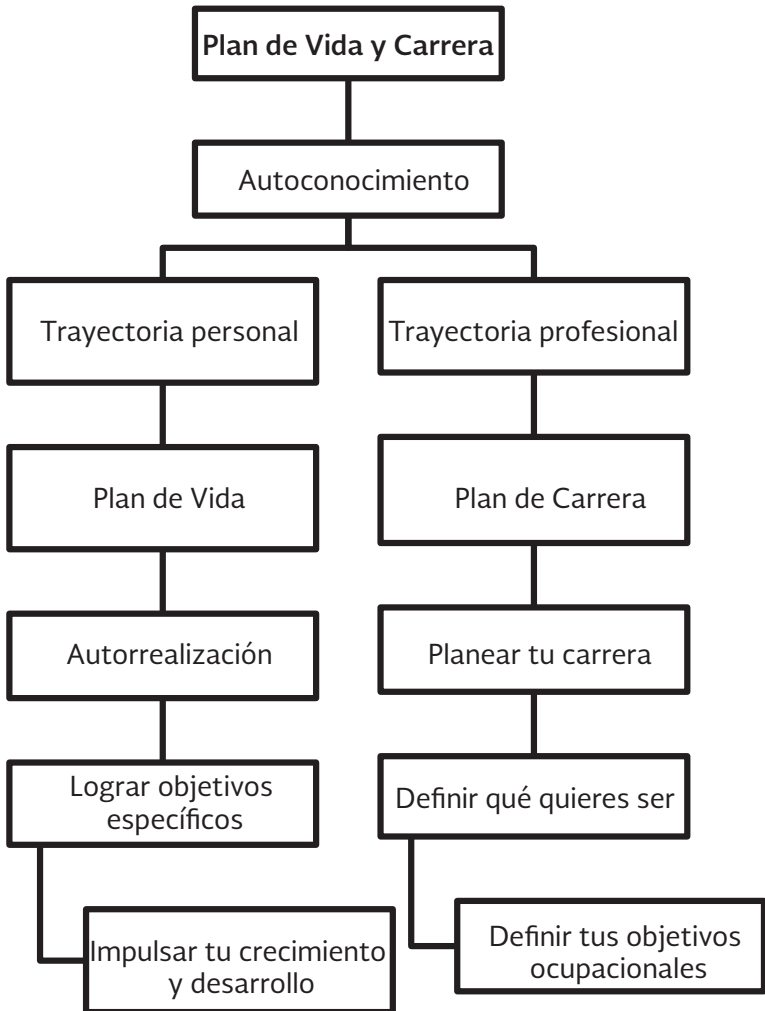 Plan de Vida y Carrera
Autoconocimiento
Trayectoria personal
Trayectoria profesional
Plan de Vida
Plan de Carrera
Autorrealización
Planear tu carrera
Lograr objetivos
específicos
Definir qué quieres ser
Impulsar tu crecimiento
y desarrollo
Definir tus objetivos
ocupacionales